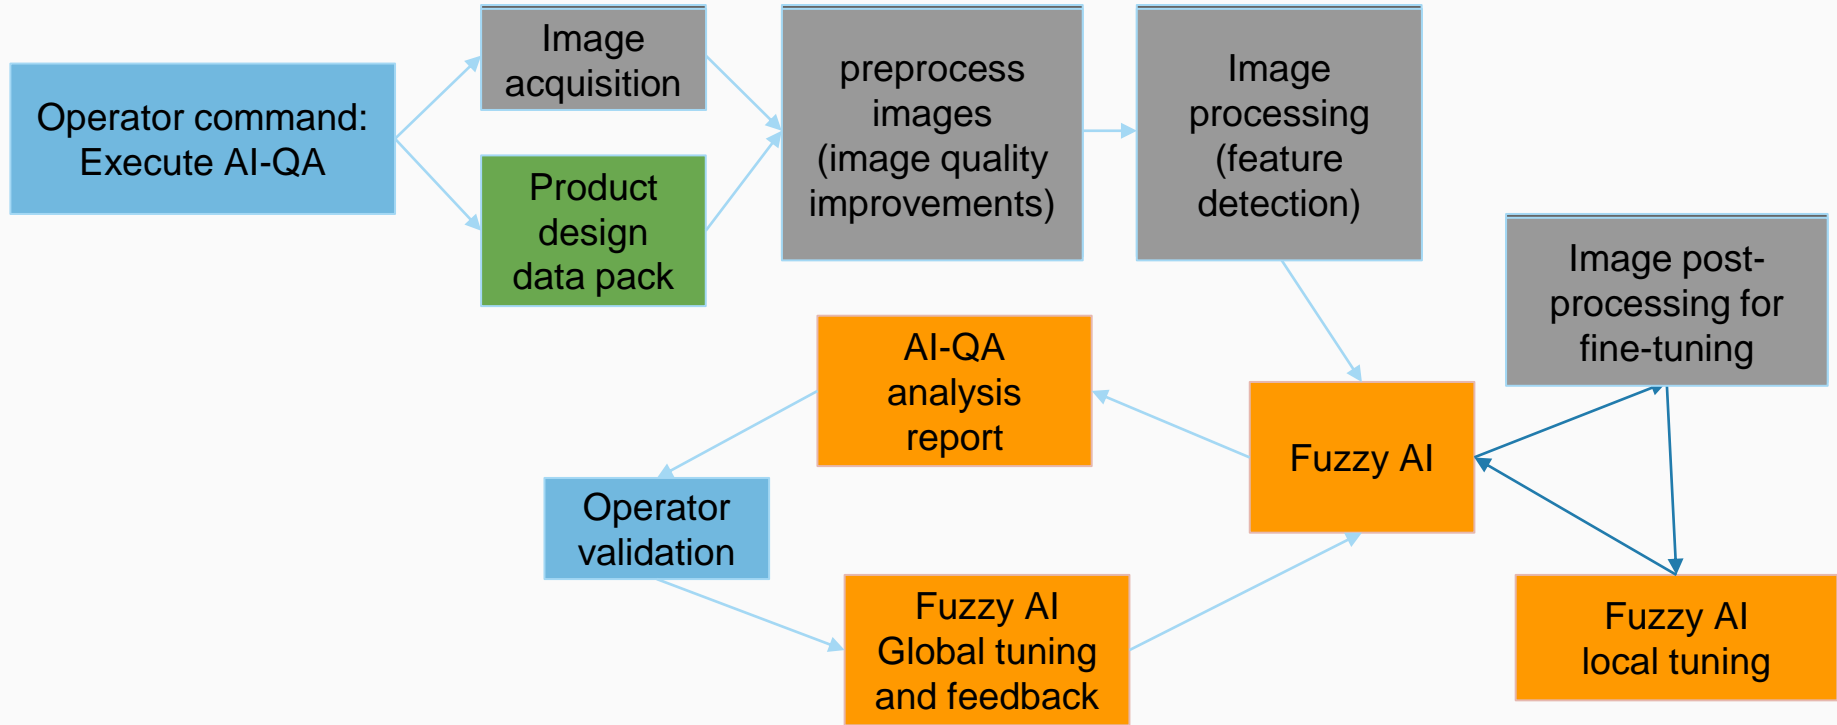 Operator command:
Execute AI-QA
Image
acquisition
Product
design
data pack
preprocess
images
(image quality
improvements)
Image
processing
(feature
detection)
Image post-
processing for
fine-tuning
AI-QA
analysis
report
Fuzzy AI
Operator
validation
Fuzzy AI
Global tuning
and feedback
Fuzzy AI
local tuning